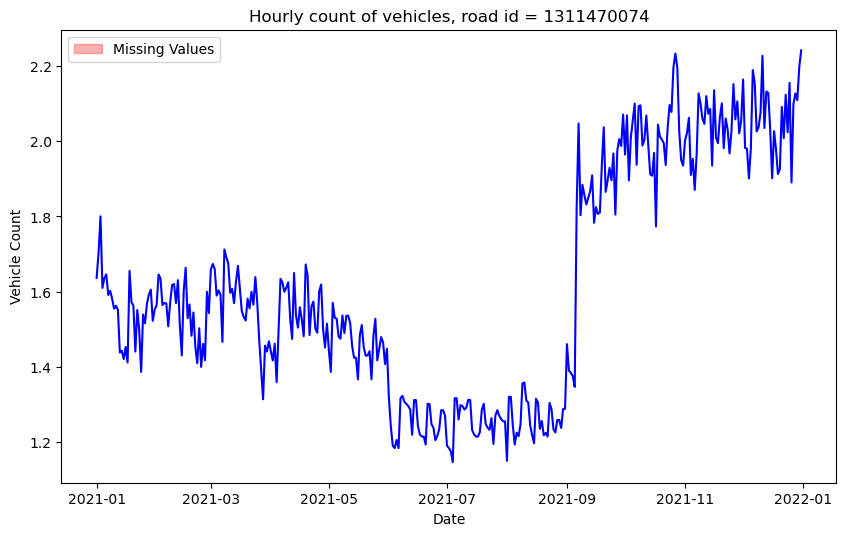 Hourly count of vehicles, road id = 1311470074
Missing Values
Vehicle Count
2.2
2.0
1.8
1.6
1.4
1.2
2021-01 2021-03 2021-05 2021-07 2021-09 2021-11 2022-01
Date